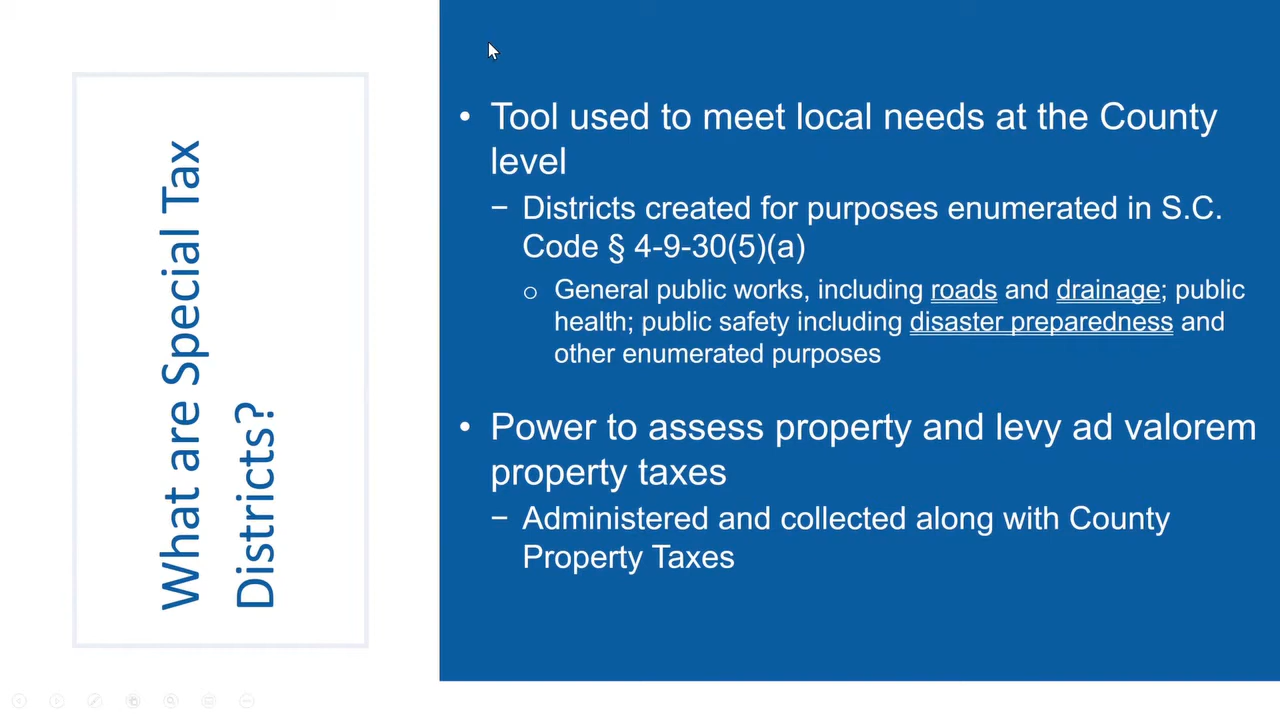 What are Special Tax
Districts?
• Tool used to meet local needs at the County
level
− Districts created for purposes enumerated in S.C.
Code § 4-9-30(5)(a)
o General public works, including roads and drainage; public
health; public safety including disaster preparedness and
other enumerated purposes
• Power to assess property and levy ad valorem
property taxes
− Administered and collected along with County
Property Taxes